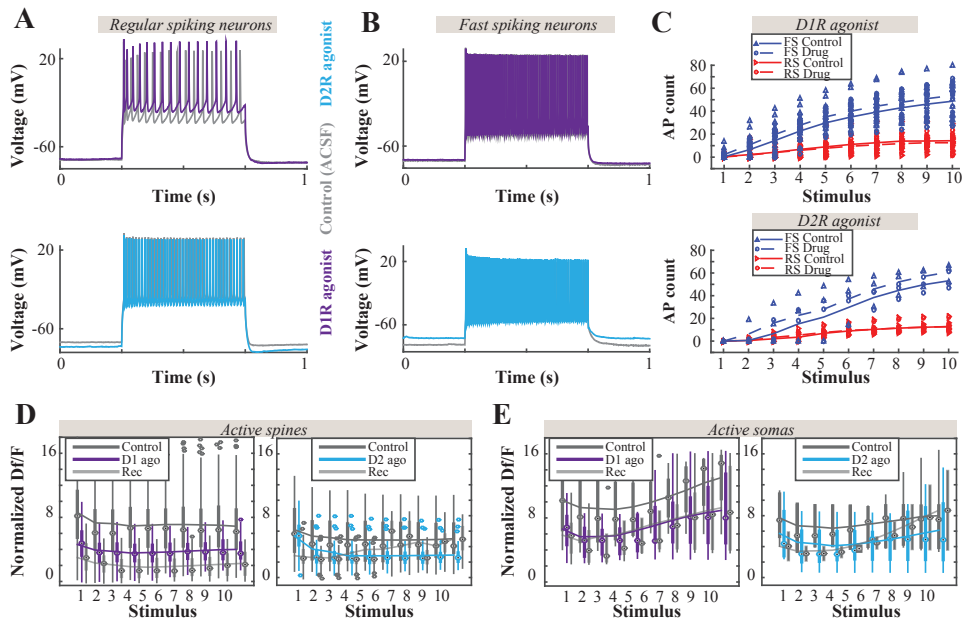 A
Regular spiking neurons
20
-60
Voltage (mV)
0
1
Time (s)
20
-60
Voltage (mV)
0
1
Time (s)
D1R agonist
Control (ACSF)
D2R agonist
B
Fast spiking neurons
20
-60
Voltage (mV)
0
1
Time (s)
20
-60
Voltage (mV)
0
1
Time (s)
C
D1R agonist
FS Control
FS Drug
RS Control
RS Drug
80
60
40
20
0
AP count
1 2 3 4 5 6 7 8 9 10
Stimulus
D2R agonist
FS Control
FS Drug
RS Control
RS Drug
80
60
40
20
0
AP count
1 2 3 4 5 6 7 8 9 10
Stimulus
D
Active spines
16
8
0
Normalized Df/F
Control
D1 ago
Rec
1 2 3 4 5 6 7 8 9 10
Stimulus
16
8
0
Control
D2 ago
Rec
1 2 3 4 5 6 7 8 9 10
Stimulus
E
Active somas
16
8
0
Normalized Df/F
Control
D1 ago
Rec
1 2 3 4 5 6 7 8 9 10
Stimulus
16
8
0
Control
D2 ago
Rec
1 2 3 4 5 6 7 8 9 10
Stimulus